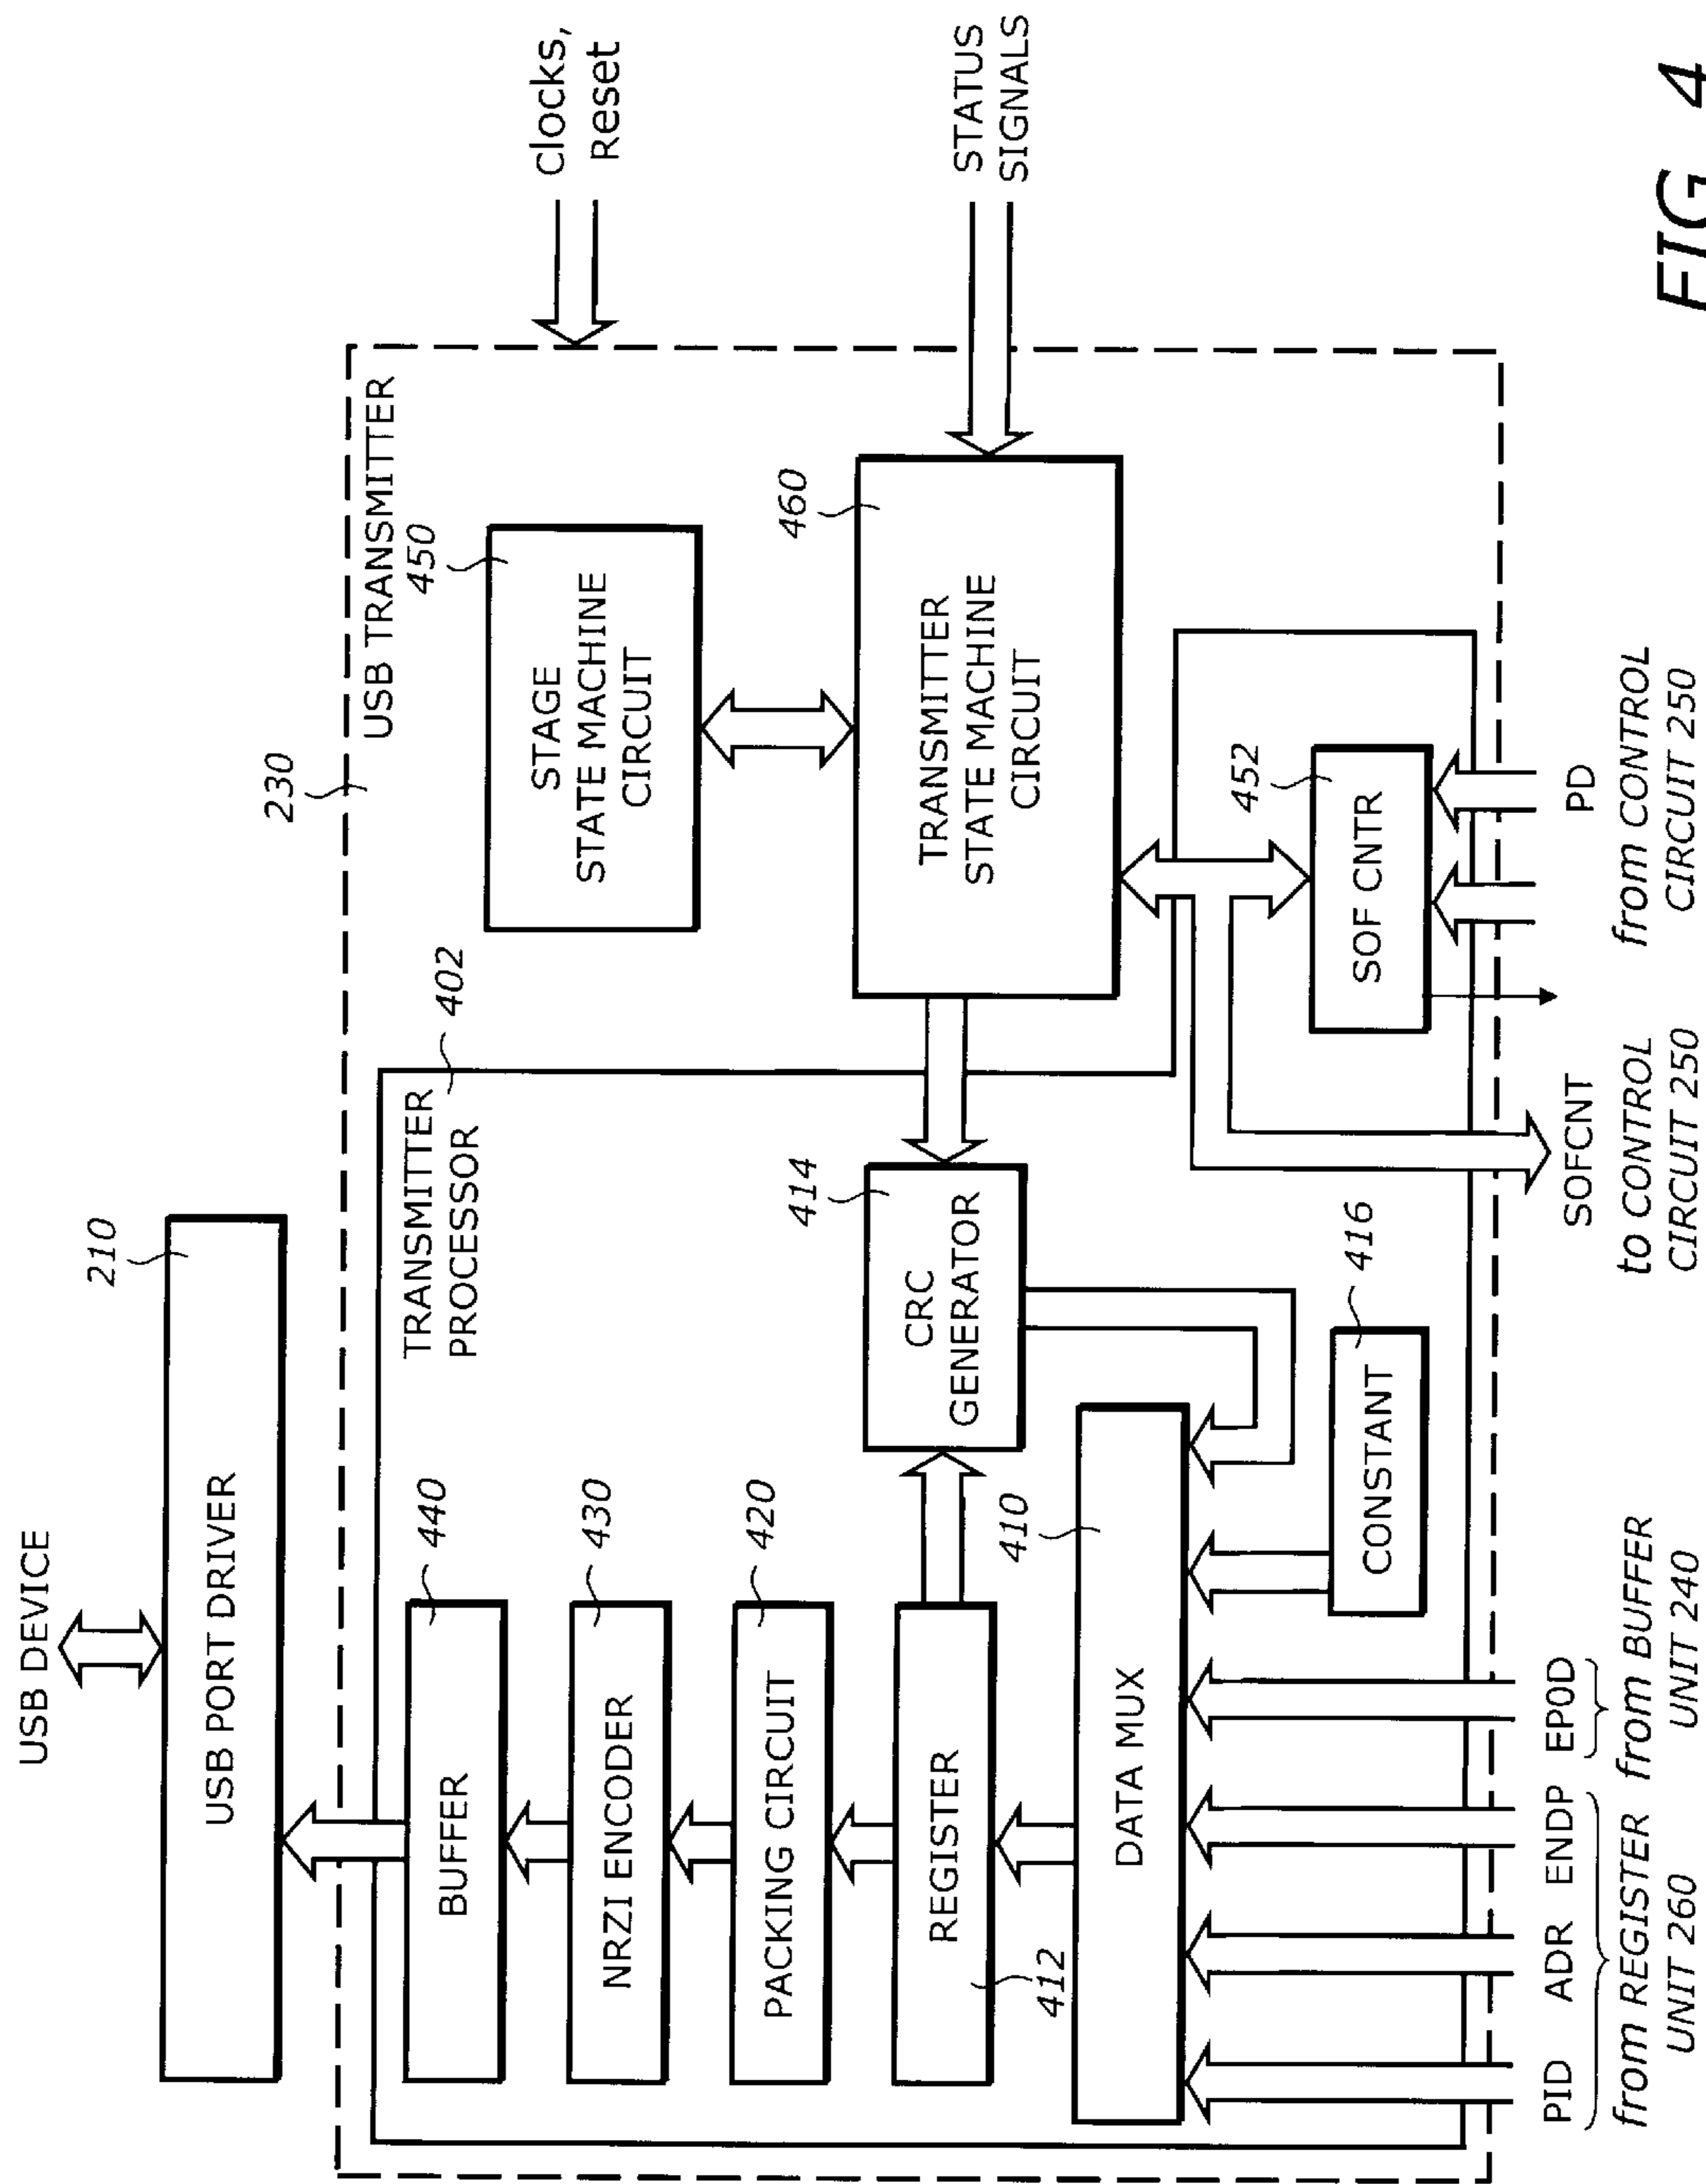 USB DEVICE
210
USB PORT DRIVER
230
USB TRANSMITTER
Clocks,
Reset
TRANSMITTER
PROCESSOR
402
440
BUFFER
430
NRZI ENCODER
420
PACKING CIRCUIT
REGISTER
412
414
CRC
GENERATOR
410
DATA MUX
416
CONSTANT
450
STAGE
STATE MACHINE
CIRCUIT
460
TRANSMITTER
STATE MACHINE
CIRCUIT
STATUS
SIGNALS
452
SOF CNTR
PID ADR ENDP EP0D
from REGISTER
UNIT 260
from BUFFER
UNIT 240
SOFCNT
to CONTROL
CIRCUIT 250
PD
from CONTROL
CIRCUIT 250
FIG 4